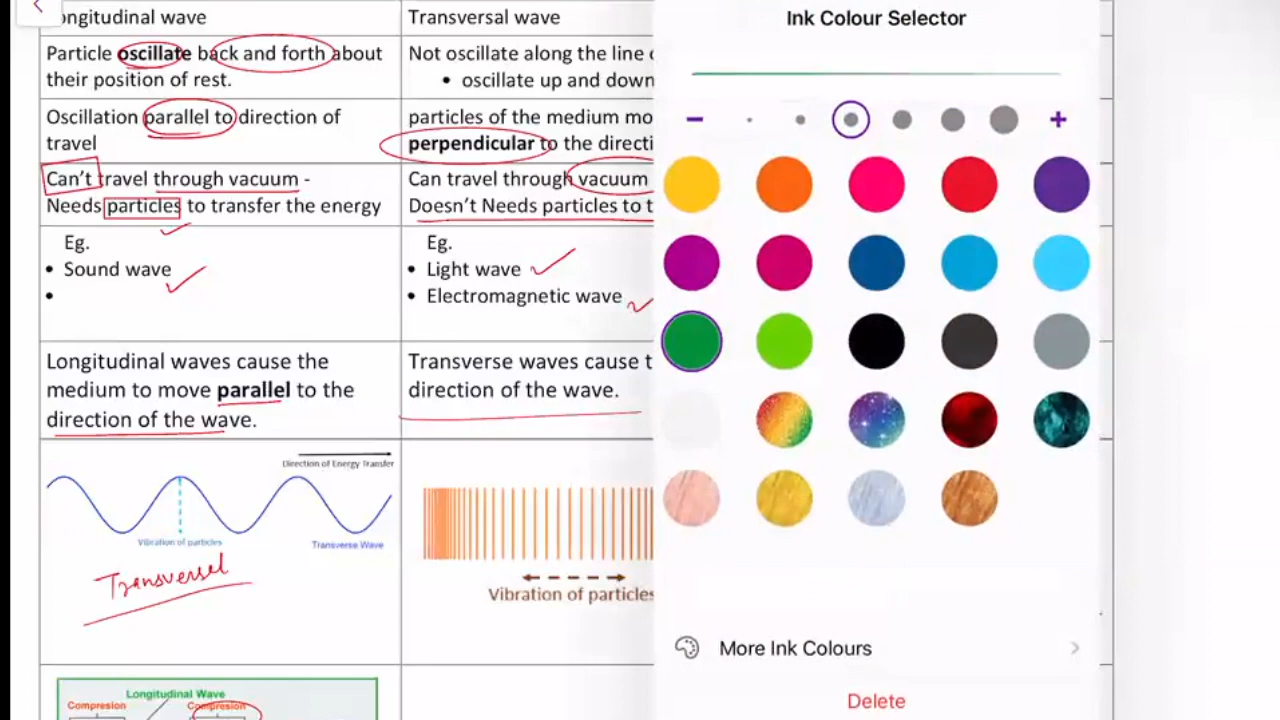 ongitudinal wave
Transversal wave
Particle oscillate back and forth about
their position of rest.
Not oscillate along the line
• oscillate up and down
Oscillation parallel to direction of
travel
particles of the medium mo
perpendicular to the directi
Can't travel through vacuum -
Needs particles to transfer the energy
Can travel through vacuum
Doesn't Needs particles to t
Eg.
• Sound wave
•
Eg.
• Light wave
• Electromagnetic wave
Longitudinal waves cause the
medium to move parallel to the
direction of the wave.
Transverse waves cause t
direction of the wave.
Direction of Energy Transfer
Vibration of particles
Transverse Wave
Transversal
Vibration of particles
Longitudinal Wave
Compresion
Compresion
Ink Colour Selector
More Ink Colours
Delete